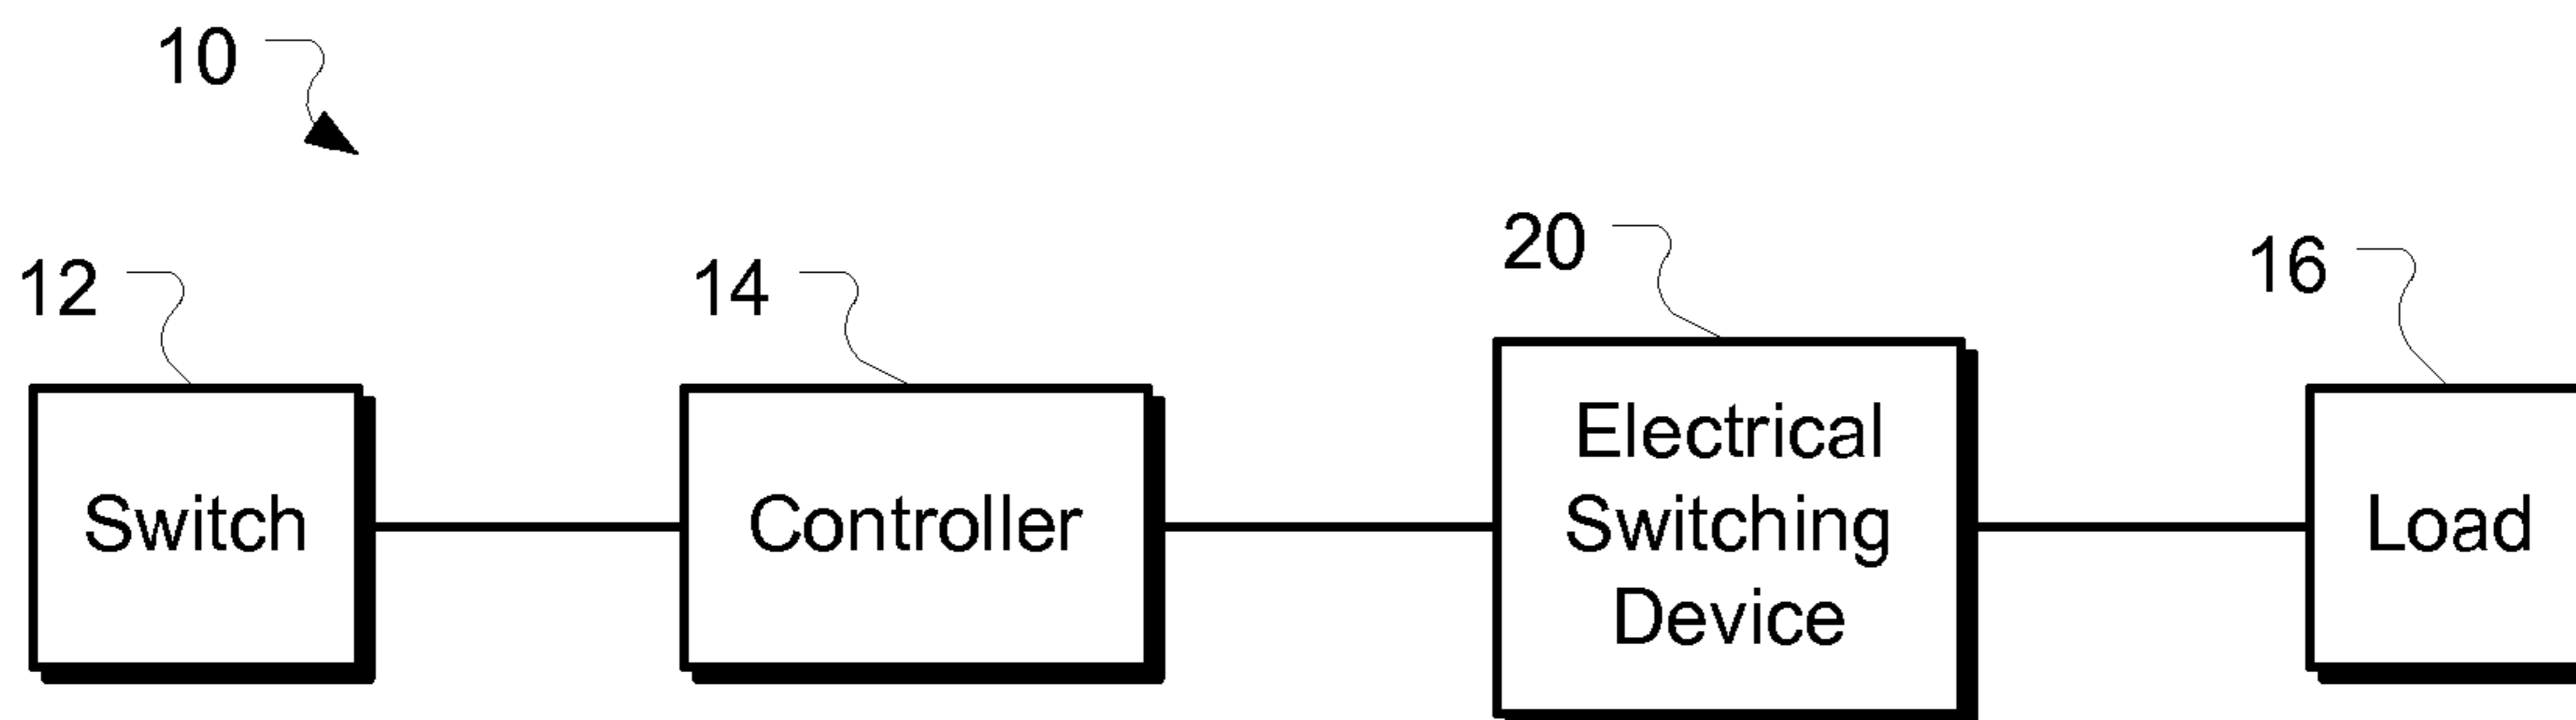 10
12
14
20
16
Switch
Controller
Electrical
Switching
Device
Load